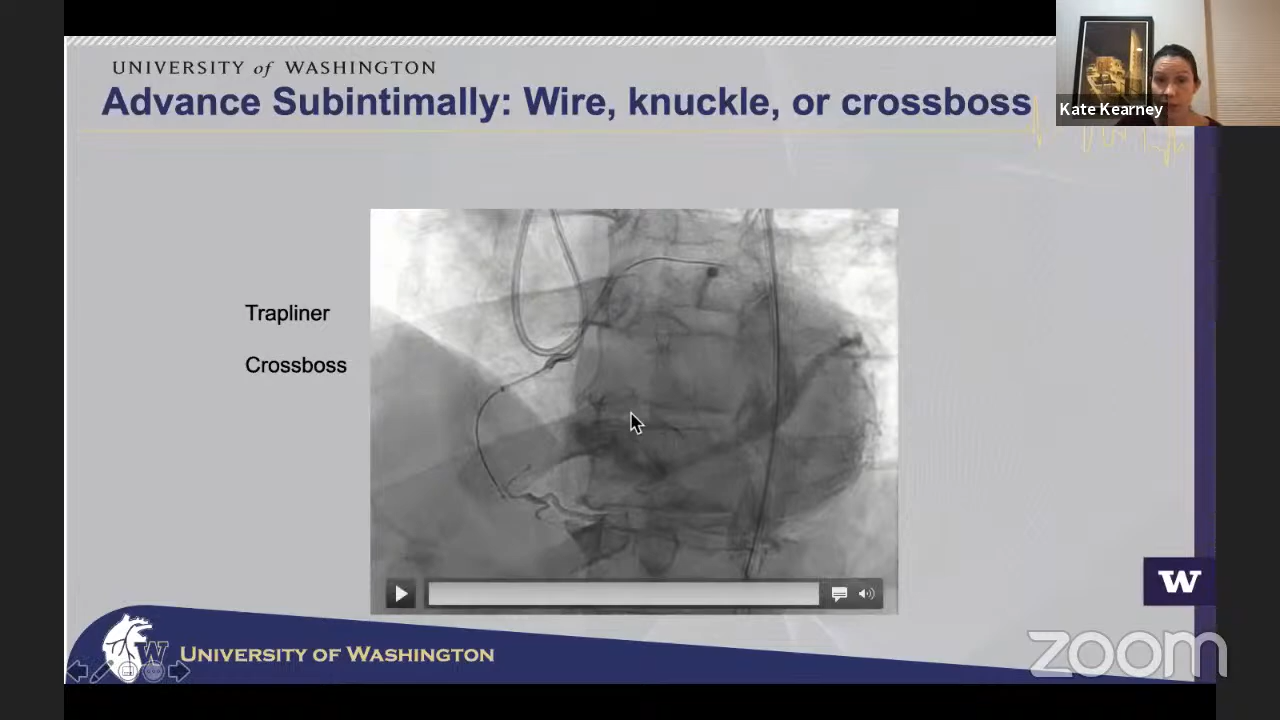 UNIVERSITY of WASHINGTON
Advance Subintimally: Wire, knuckle, or crossboss
Kate Kearney
Trapliner
Crossboss
W
W
UNIVERSITY OF WASHINGTON
zoom